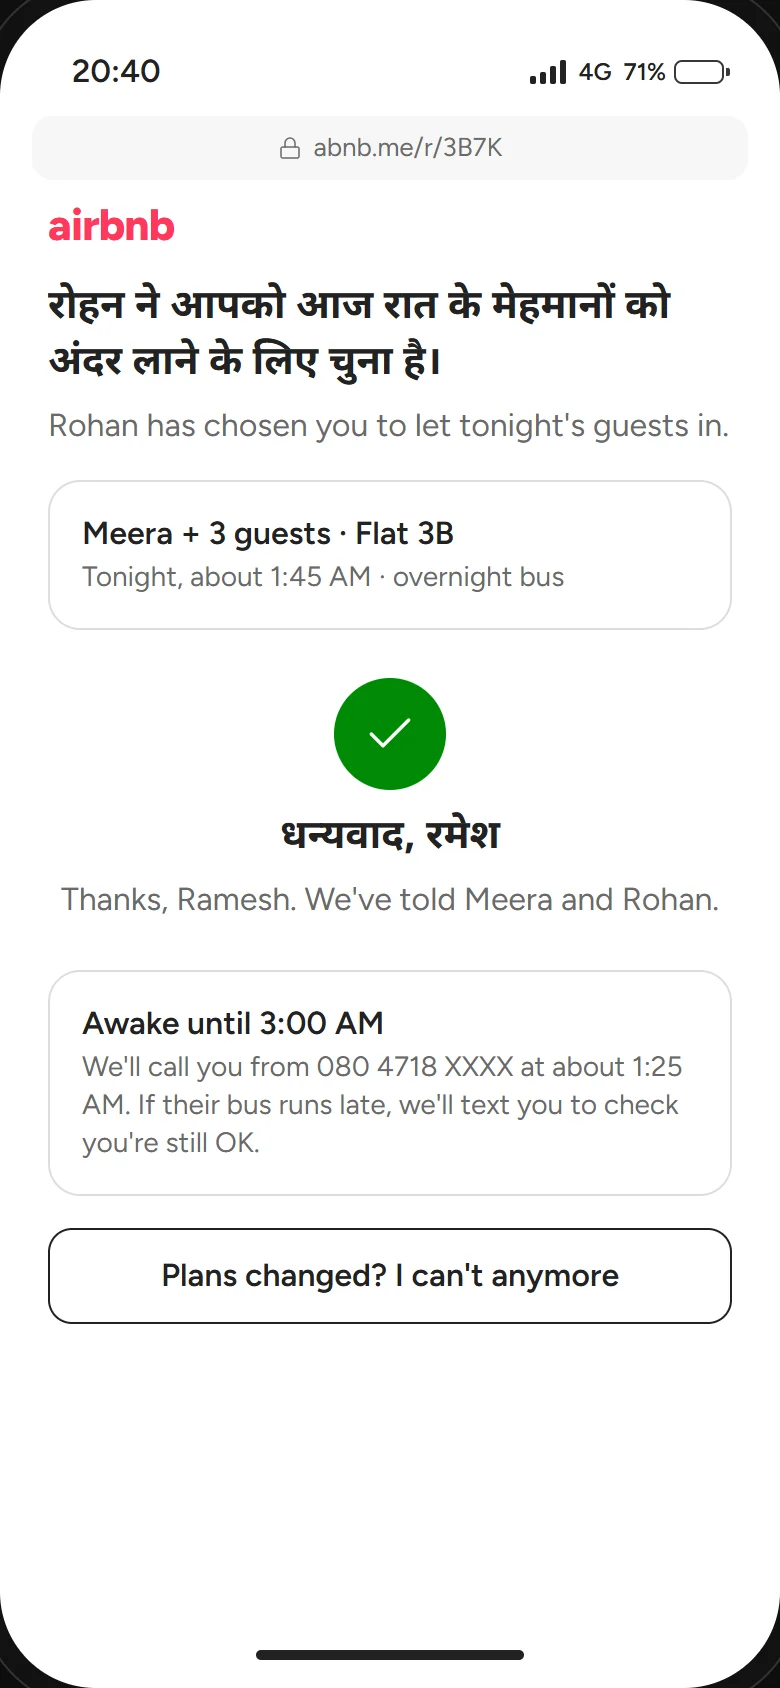 20:40
4G 71%
abnb.me/r/3B7K
airbnb
रोहन ने आपको आज रात के मेहमानों को
अंदर लाने के लिए चुना है।
Rohan has chosen you to let tonight's guests in.
Meera + 3 guests · Flat 3B
Tonight, about 1:45 AM · overnight bus
धन्यवाद, रमेश
Thanks, Ramesh. We've told Meera and Rohan.
Awake until 3:00 AM
We'll call you from 080 4718 XXXX at about 1:25
AM. If their bus runs late, we'll text you to check
you're still OK.
Plans changed? I can't anymore